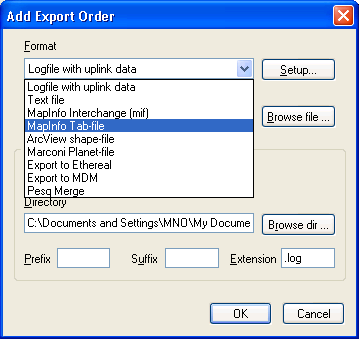 Add Export Order
Format
Logfile with uplink data
Setup...
Logfile with uplink data
Text file
MapInfo Interchange (mif)
MapInfo Tab-file
Browse file ...
ArcView shape-file
Marconi Planet-file
Export to Ethereal
Export to MDM
Pesq Merge
Directory
C:\Documents and Settings\MNO\My Docume
Browse dir ...
Prefix
Suffix
Extension .log
OK
Cancel